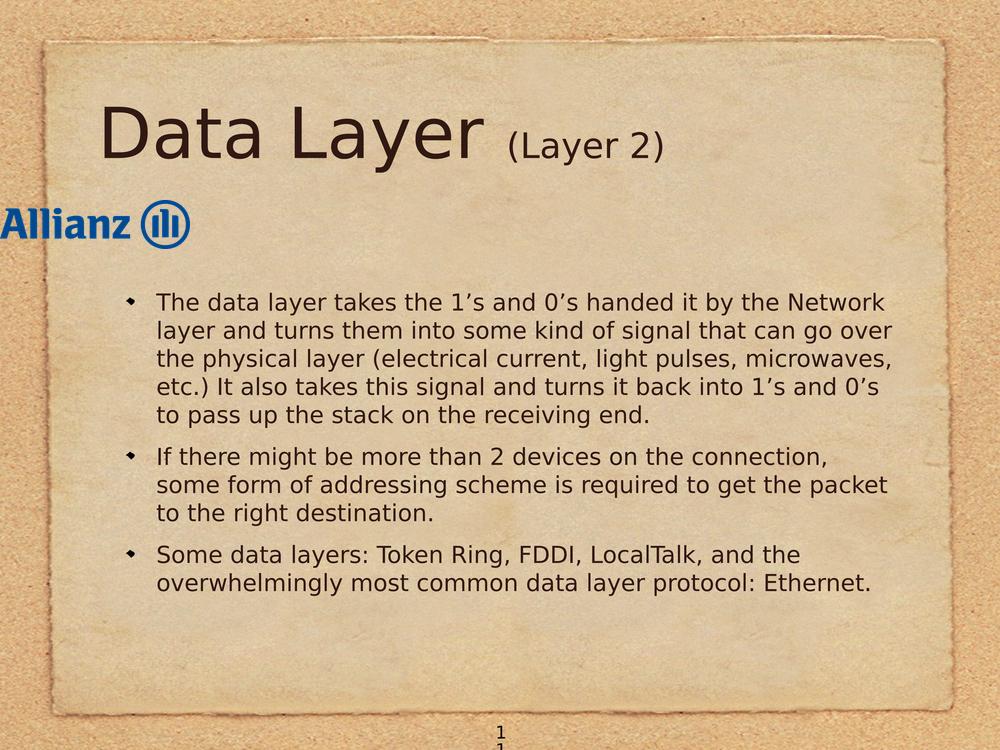 Data Layer (Layer 2)
Allianz
The data layer takes the 1’s and 0’s handed it by the Network
layer and turns them into some kind of signal that can go over
the physical layer (electrical current, light pulses, microwaves,
etc.) It also takes this signal and turns it back into 1’s and 0’s
to pass up the stack on the receiving end.
If there might be more than 2 devices on the connection,
some form of addressing scheme is required to get the packet
to the right destination.
Some data layers: Token Ring, FDDI, LocalTalk, and the
overwhelmingly most common data layer protocol: Ethernet.
1
1